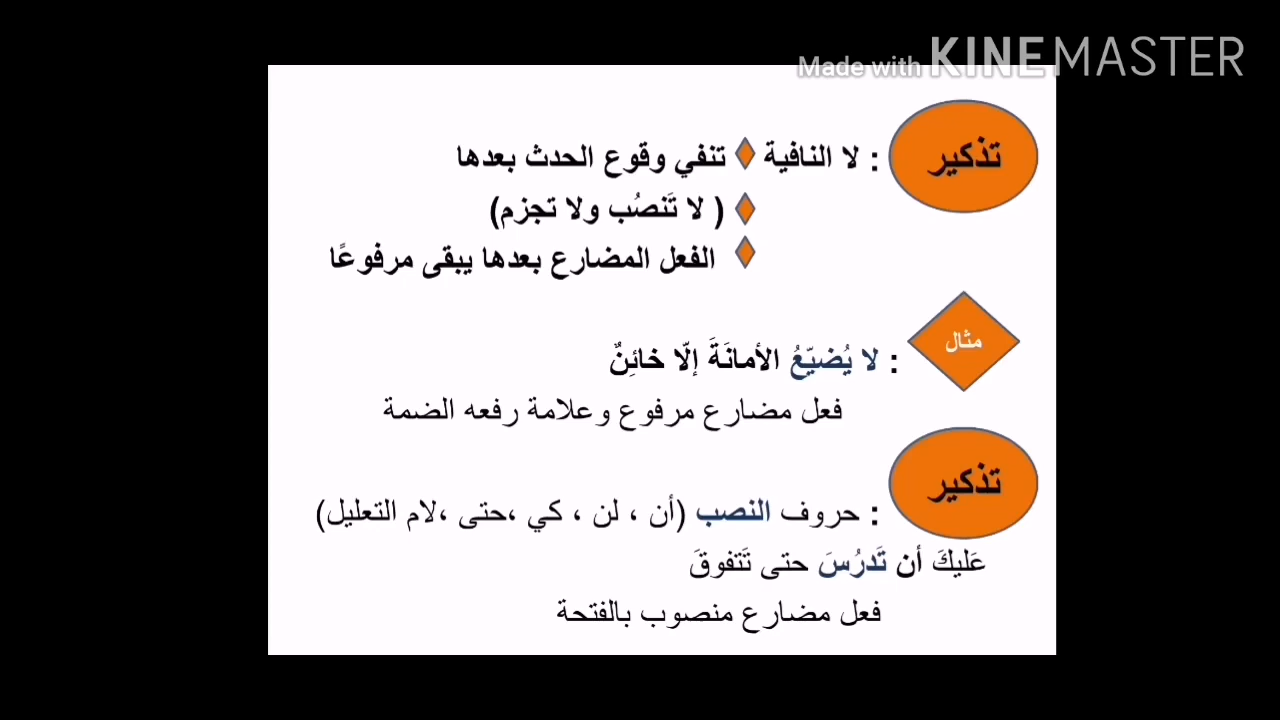 Made with KINEMASTER
تذكير : لا النافية تنفي وقوع الحدث بعدها
( لا تَنصُب ولا تجزم)
الفعل المضارع بعدها يبقى مرفوعًا
مثال : لا يُضيّعُ الأمانَةَ إلّا خائِنٌ
فعل مضارع مرفوع وعلامة رفعه الضمة
تذكير : حروف النصب (أن ، لن ، كي ،حتى ،لام التعليل)
عَليكَ أن تَدرُسَ حتى تَتفوقَ
فعل مضارع منصوب بالفتحة